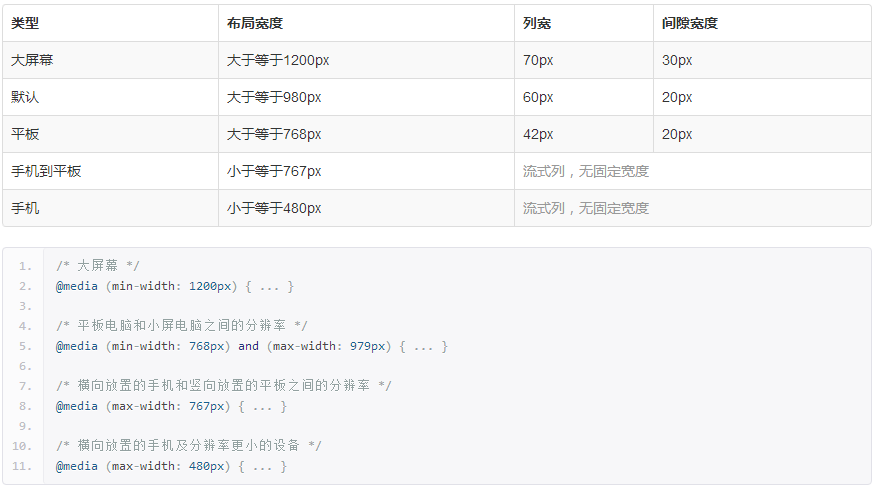 类型 布局宽度 列宽 间隙宽度
大屏幕 大于等于1200px 70px 30px
默认 大于等于980px 60px 20px
平板 大于等于768px 42px 20px
手机到平板 小于等于767px 流式列，无固定宽度
手机 小于等于480px 流式列，无固定宽度
1. /* 大屏幕 */
2. @media (min-width: 1200px) { ... }
3.
4. /* 平板电脑和小屏电脑之间的分辨率 */
5. @media (min-width: 768px) and (max-width: 979px) { ... }
6.
7. /* 横向放置的手机和竖向放置的平板之间的分辨率 */
8. @media (max-width: 767px) { ... }
9.
10. /* 横向放置的手机及分辨率更小的设备 */
11. @media (max-width: 480px) { ... }